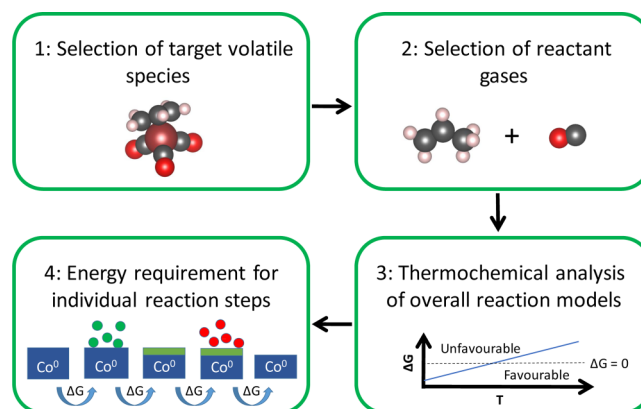 1: Selection of target volatile
species
2: Selection of reactant
gases
+
4: Energy requirement for
individual reaction steps
Co⁰ Co⁰ Co⁰ Co⁰ Co⁰
ΔG ΔG ΔG ΔG
3: Thermochemical analysis
of overall reaction models
Unfavourable
ΔG = 0
Favourable
ΔG
T